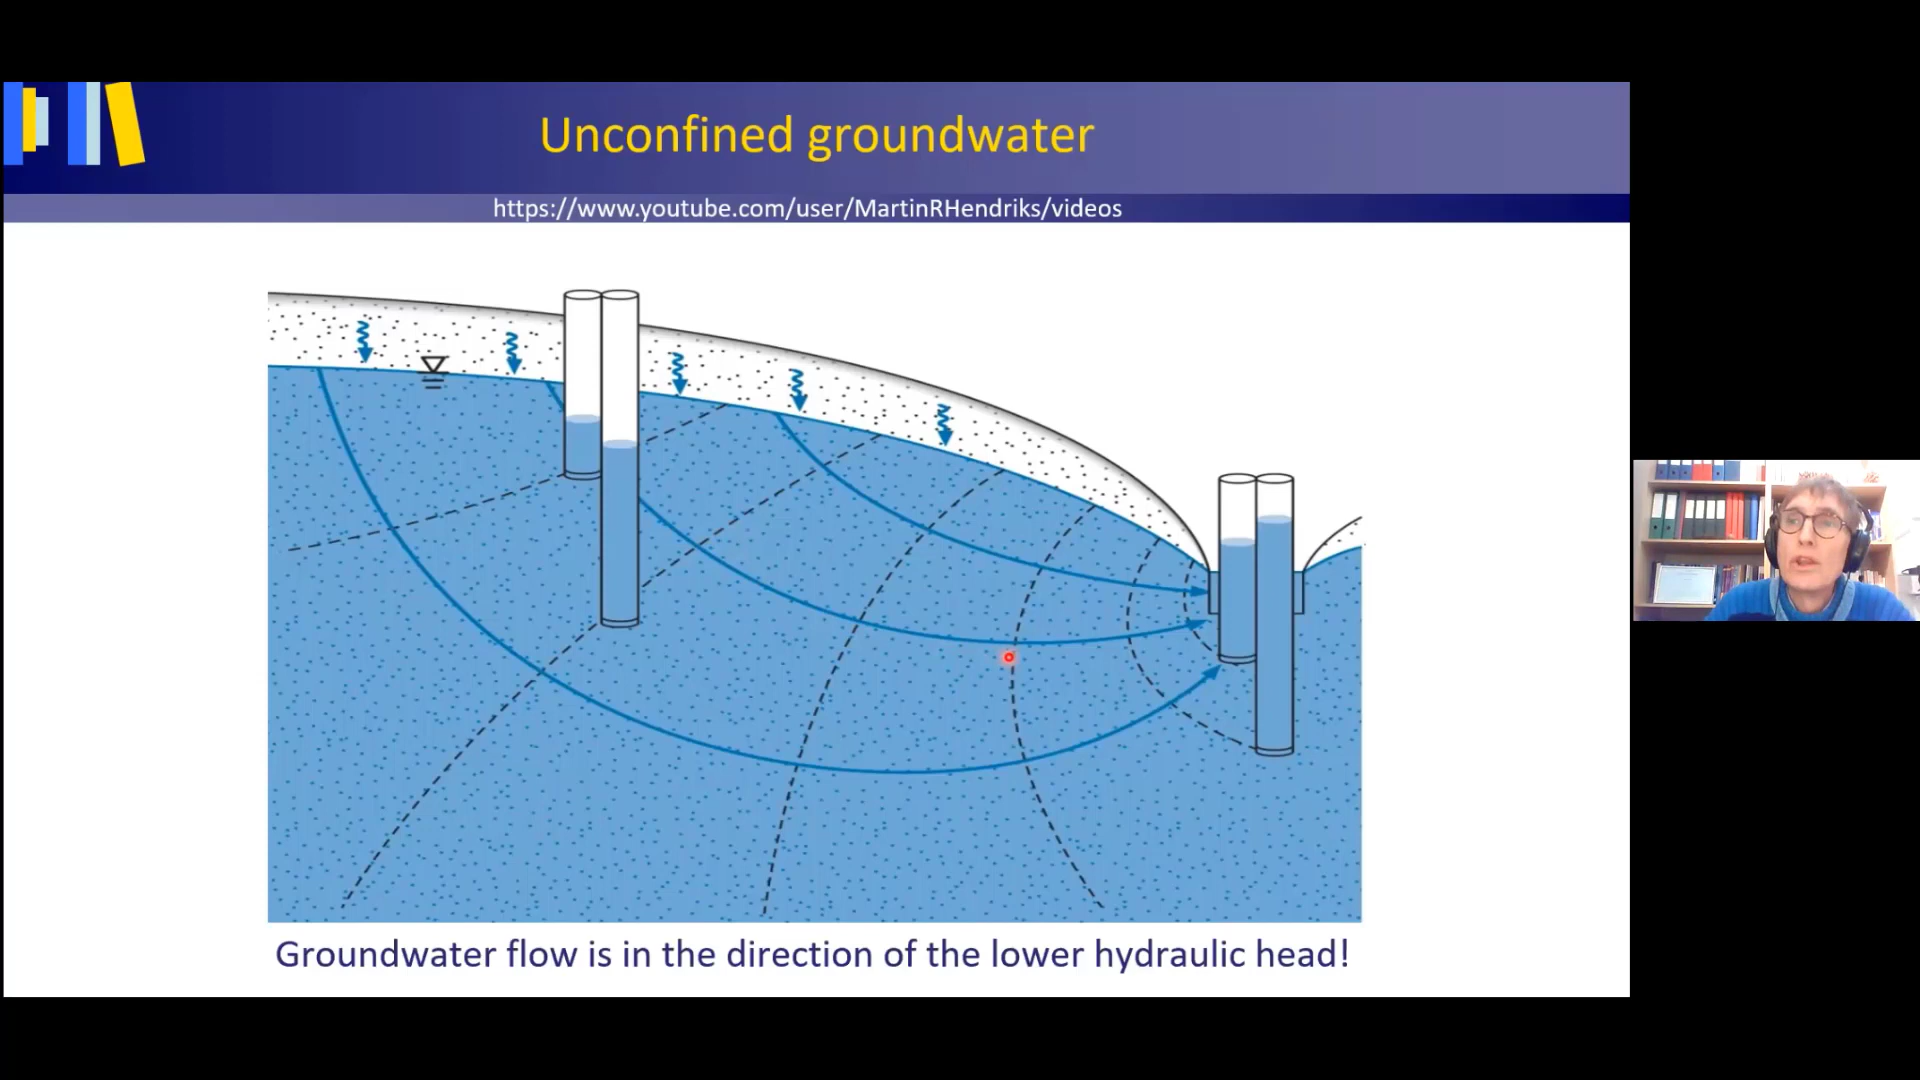 Unconfined groundwater
https://www.youtube.com/user/MartinRHendriks/videos
Groundwater flow is in the direction of the lower hydraulic head!